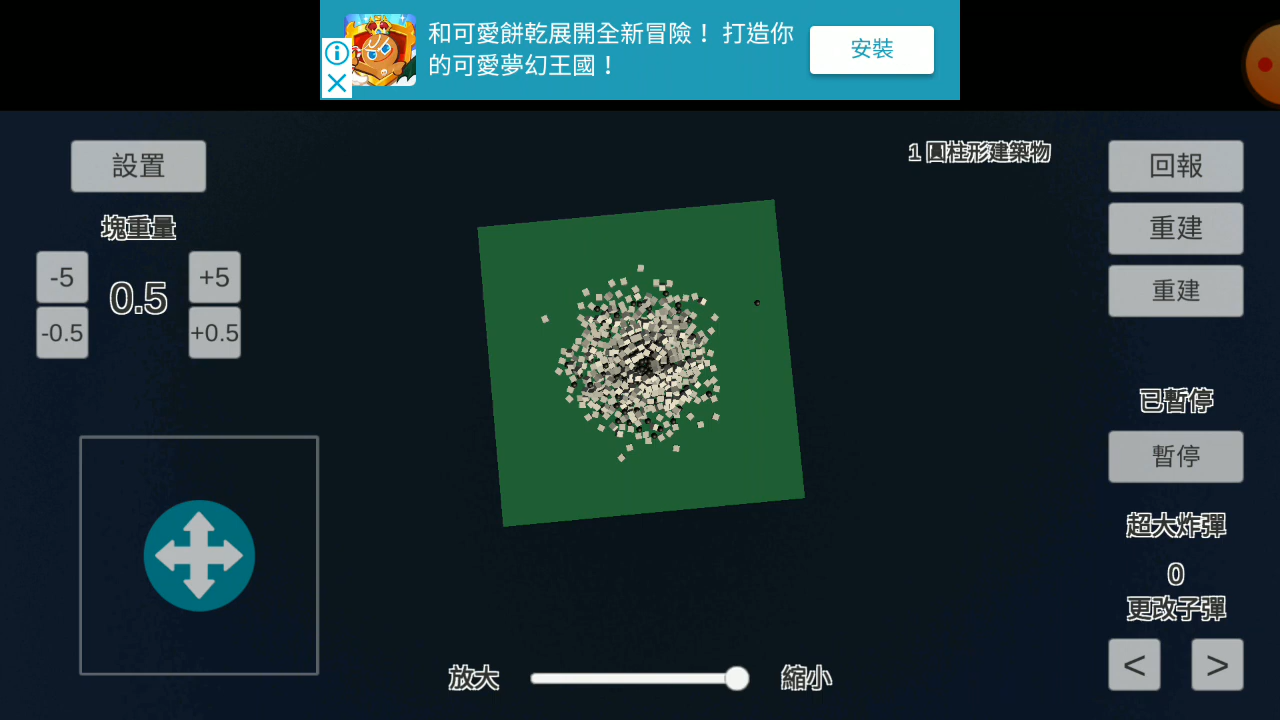 和可愛餅乾展開全新冒險！ 打造你
的可愛夢幻王國！
安裝
設置
1 圓柱形建築物
回報
塊重量
重建
-5
0.5
+5
重建
-0.5
+0.5
已暫停
暫停
超大炸彈
0
更改子彈
< >
放大
縮小